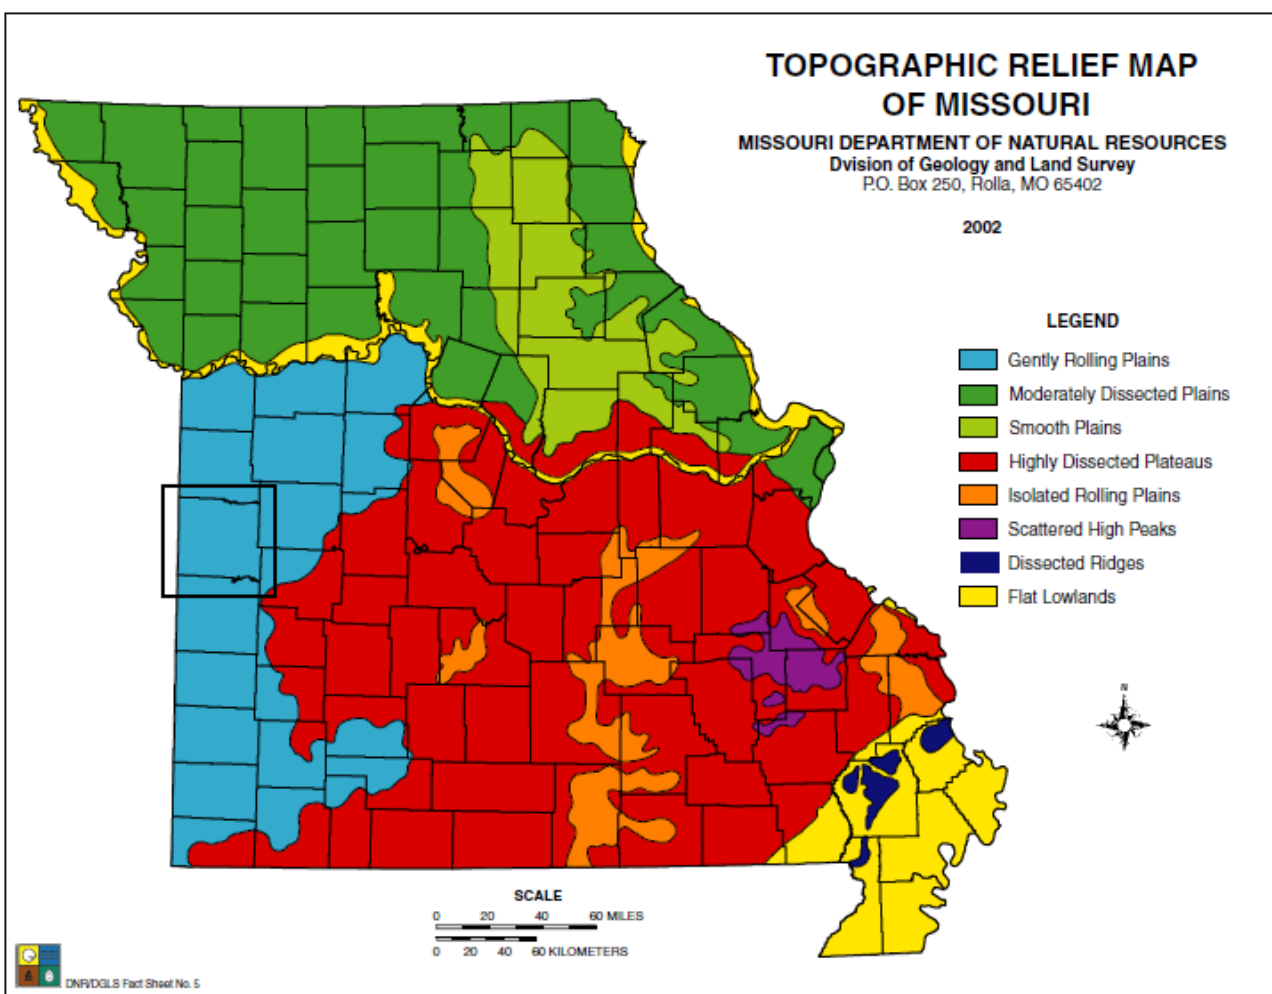 TOPOGRAPHIC RELIEF MAP
OF MISSOURI
MISSOURI DEPARTMENT OF NATURAL RESOURCES
Dvision of Geology and Land Survey
P.O. Box 250, Rolla, MO 65402
2002
LEGEND
Gently Rolling Plains
Moderately Dissected Plains
Smooth Plains
Highly Dissected Plateaus
Isolated Rolling Plains
Scattered High Peaks
Dissected Ridges
Flat Lowlands
N
SCALE
0 20 40 60 MILES
0 20 40 60 KILOMETERS
DNR/DGLS Fact Sheet No. 5